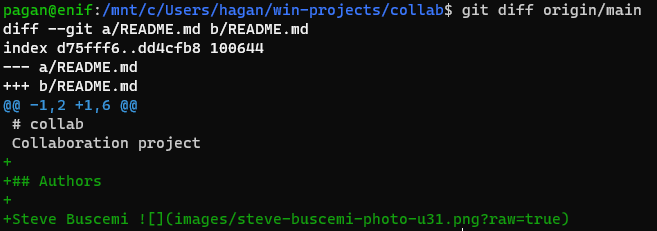 pagan@enif:/mnt/c/Users/hagan/win-projects/collab$ git diff origin/main
diff --git a/README.md b/README.md
index d75fff6..dd4cfb8 100644
--- a/README.md
+++ b/README.md
@@ -1,2 +1,6 @@
 # collab
 Collaboration project
+
+## Authors
+
+Steve Buscemi ![](images/steve-buscemi-photo-u31.png?raw=true)